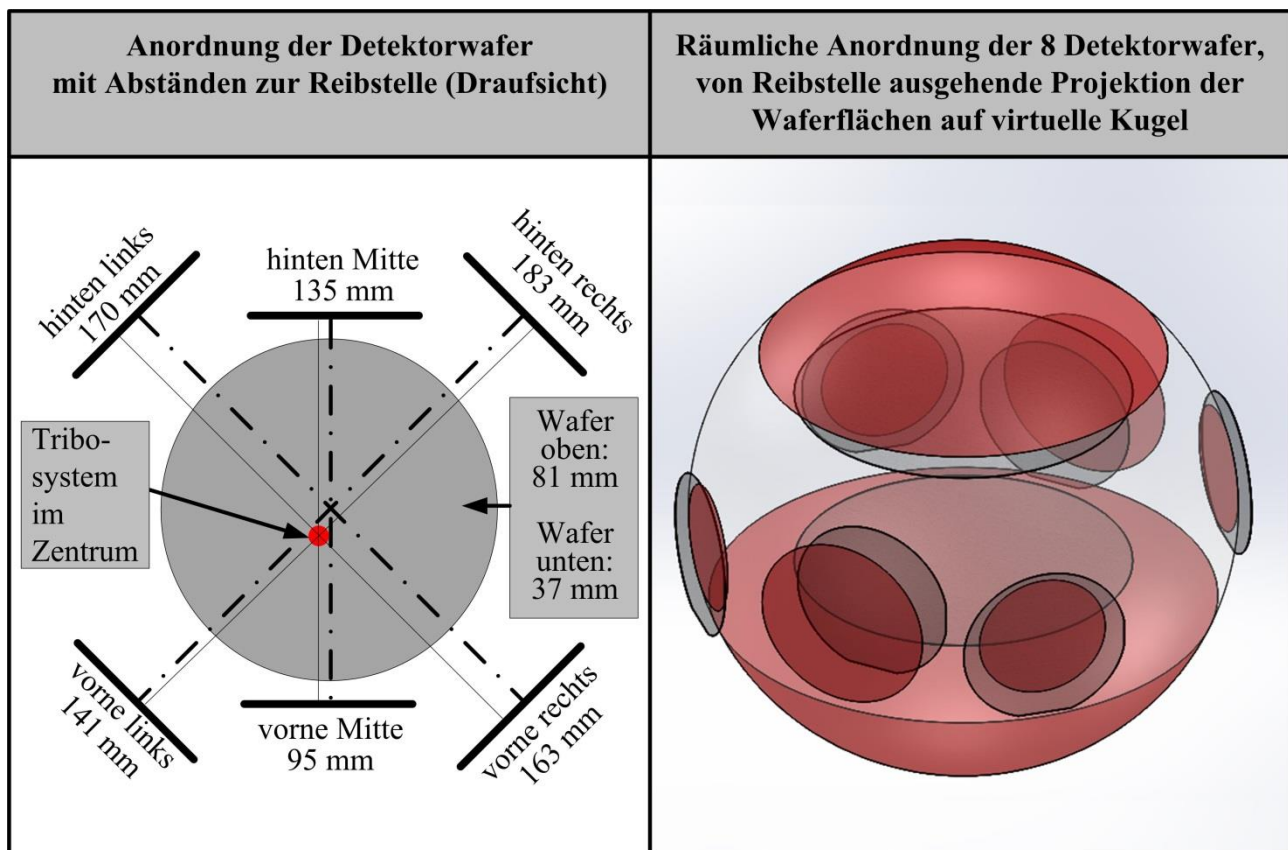 Anordnung der Detektorwafer
mit Abständen zur Reibstelle (Draufsicht)
Räumliche Anordnung der 8 Detektorwafer,
von Reibstelle ausgehende Projektion der
Waferflächen auf virtuelle Kugel
hinten links
170 mm
hinten Mitte
135 mm
hinten rechts
183 mm
Tribo-
system
im
Zentrum
Wafer
oben:
81 mm
Wafer
unten:
37 mm
vorne links
141 mm
vorne Mitte
95 mm
vorne rechts
163 mm